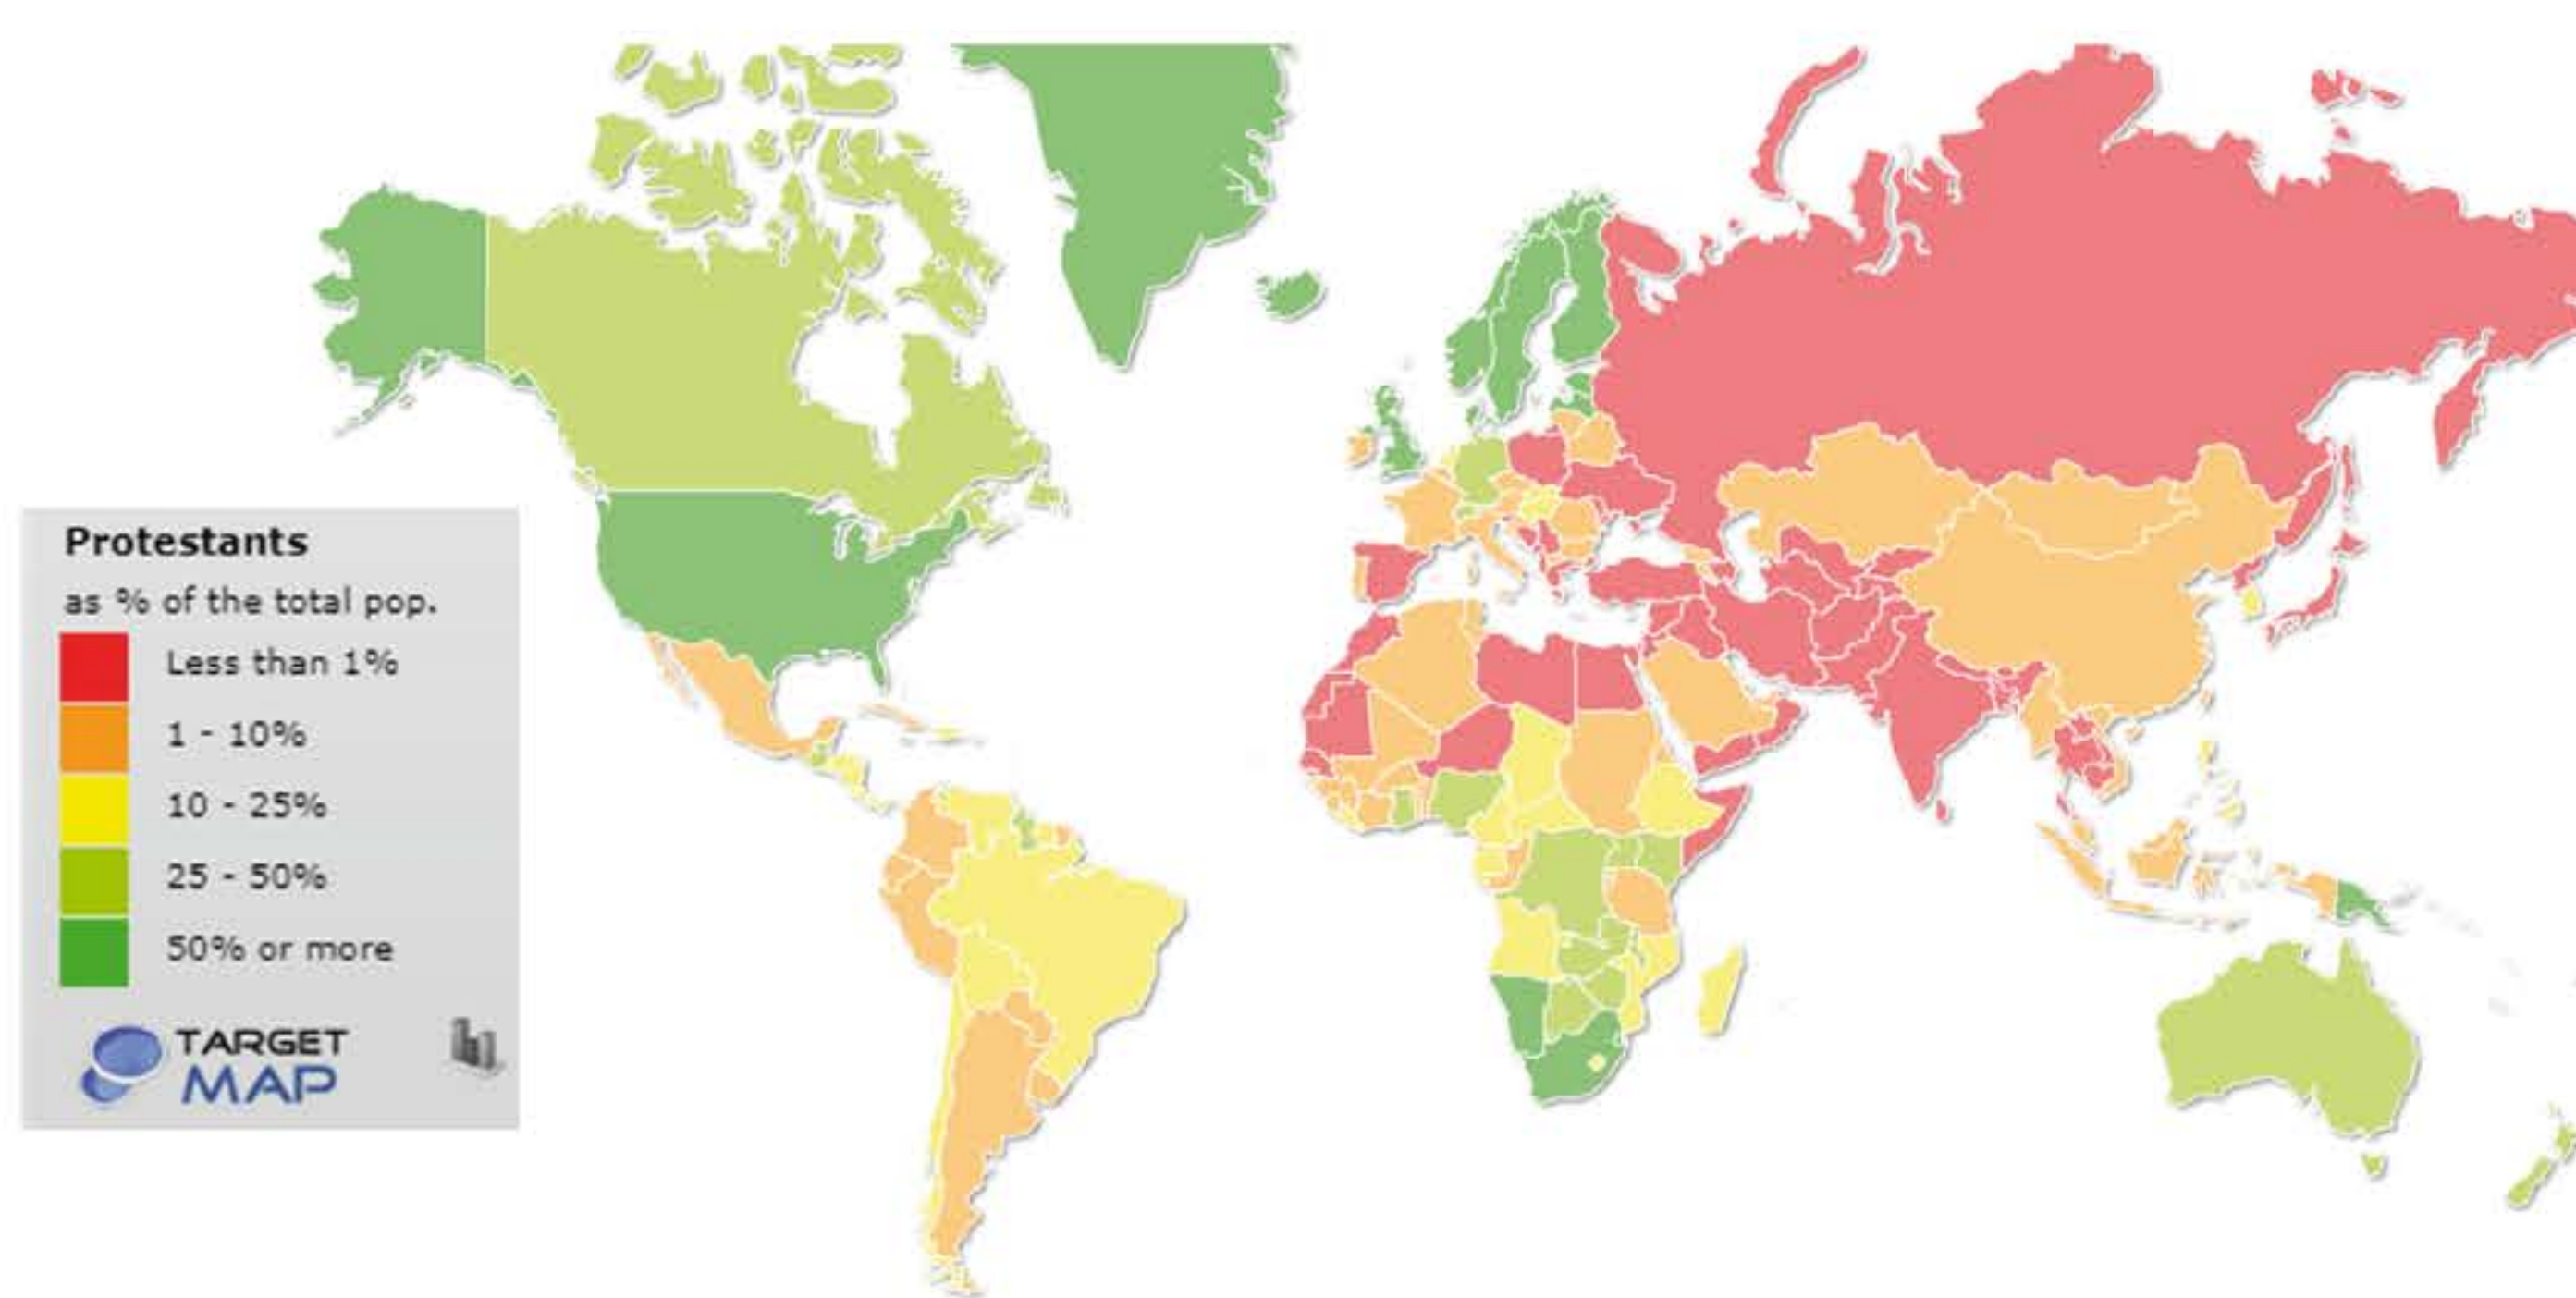 Protestants
as % of the total pop.
Less than 1%
1 - 10%
10 - 25%
25 - 50%
50% or more
TARGET
MAP